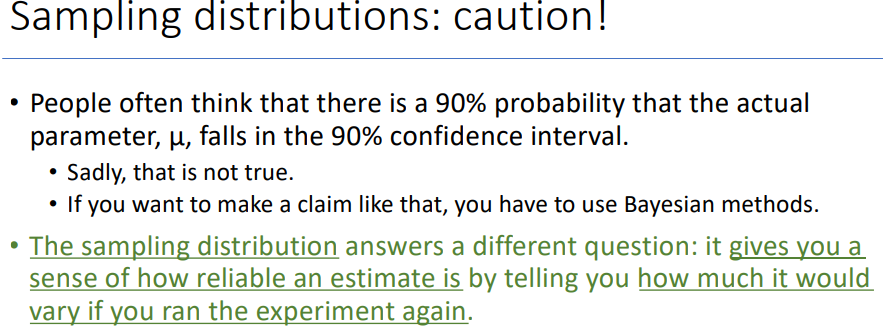 Sampling distributions: caution!
• People often think that there is a 90% probability that the actual
parameter, μ, falls in the 90% confidence interval.
• Sadly, that is not true.
• If you want to make a claim like that, you have to use Bayesian methods.
• The sampling distribution answers a different question: it gives you a
sense of how reliable an estimate is by telling you how much it would
vary if you ran the experiment again.